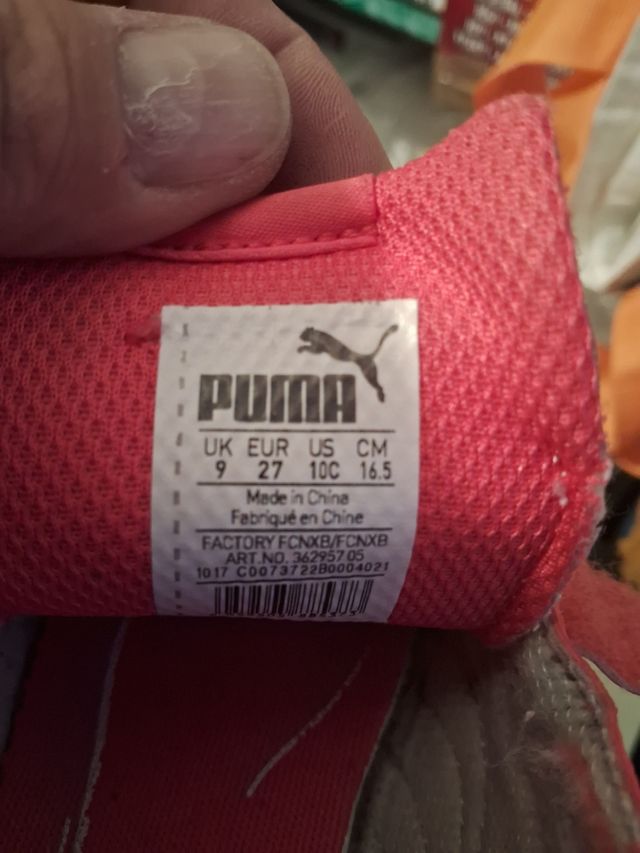 PUMA
UK EUR US CM
9 27 10C 16.5
Made in China
Fabriqué en Chine
FACTORY FCNXB/FCNXB
ART.NO. 362957 05
1017 C0073722B0004021